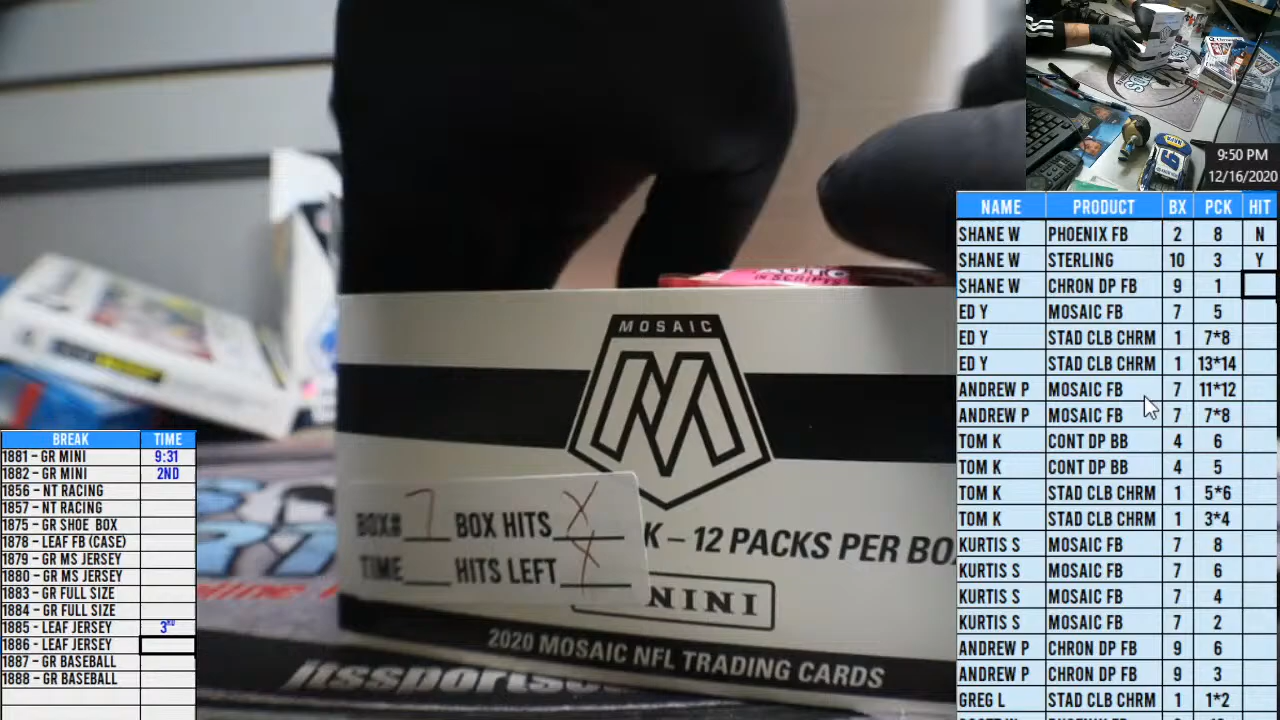 9:50 PM
12/16/2020
NAME PRODUCT BX PCK HIT
SHANE W PHOENIX FB 2 8 N
SHANE W STERLING 10 3 Y
SHANE W CHRON DP FB 9 1
ED Y MOSAIC FB 7 5
ED Y STAD CLB CHRM 1 7*8
ED Y STAD CLB CHRM 1 13*14
ANDREW P MOSAIC FB 7 11*12
ANDREW P MOSAIC FB 7 7*8
TOM K CONT DP BB 4 6
TOM K CONT DP BB 4 5
TOM K STAD CLB CHRM 1 5*6
TOM K STAD CLB CHRM 1 3*4
KURTIS S MOSAIC FB 7 8
KURTIS S MOSAIC FB 7 6
KURTIS S MOSAIC FB 7 4
KURTIS S MOSAIC FB 7 2
ANDREW P CHRON DP FB 9 6
ANDREW P CHRON DP FB 9 3
GREG L STAD CLB CHRM 1 1*2
AUTO
IN SCRIPTS
MOSAIC
M
BOX# 7 BOX HITS X
TIME HITS LEFT X
K – 12 PACKS PER BO
PANINI
2020 MOSAIC NFL TRADING CARDS
jtssports
BREAK TIME
1881 – GR MINI 9:31
1882 – GR MINI 2ND
1856 – NT RACING
1857 – NT RACING
1875 – GR SHOE BOX
1878 – LEAF FB (CASE)
1879 – GR MS JERSEY
1880 – GR MS JERSEY
1883 – GR FULL SIZE
1884 – GR FULL SIZE
1885 – LEAF JERSEY 3RD
1886 – LEAF JERSEY
1887 – GR BASEBALL
1888 – GR BASEBALL